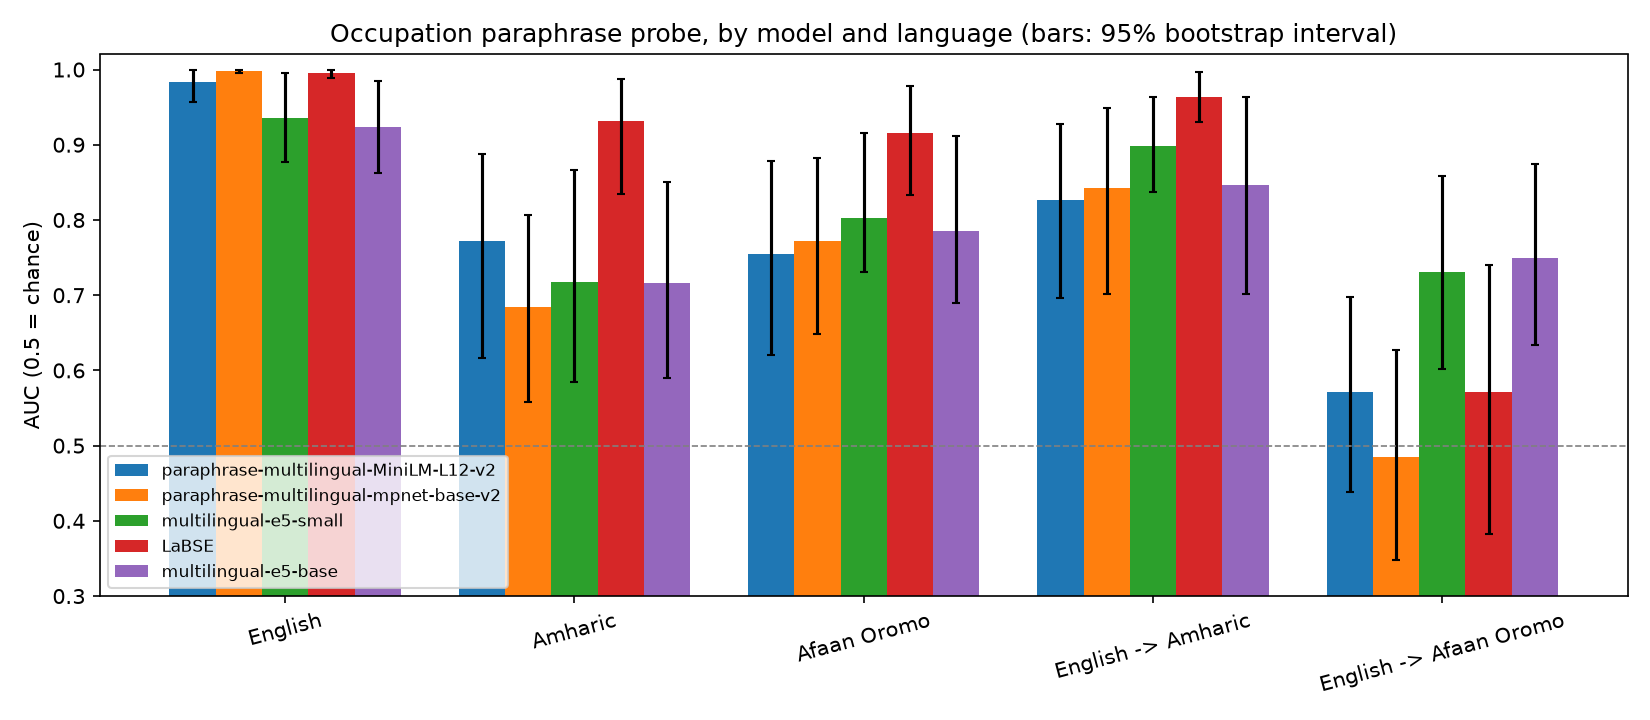 Occupation paraphrase probe, by model and language (bars: 95% bootstrap interval)
AUC (0.5 = chance)
1.0
0.9
0.8
0.7
0.6
0.5
0.4
0.3
paraphrase-multilingual-MiniLM-L12-v2
paraphrase-multilingual-mpnet-base-v2
multilingual-e5-small
LaBSE
multilingual-e5-base
English
Amharic
Afaan Oromo
English -> Amharic
English -> Afaan Oromo